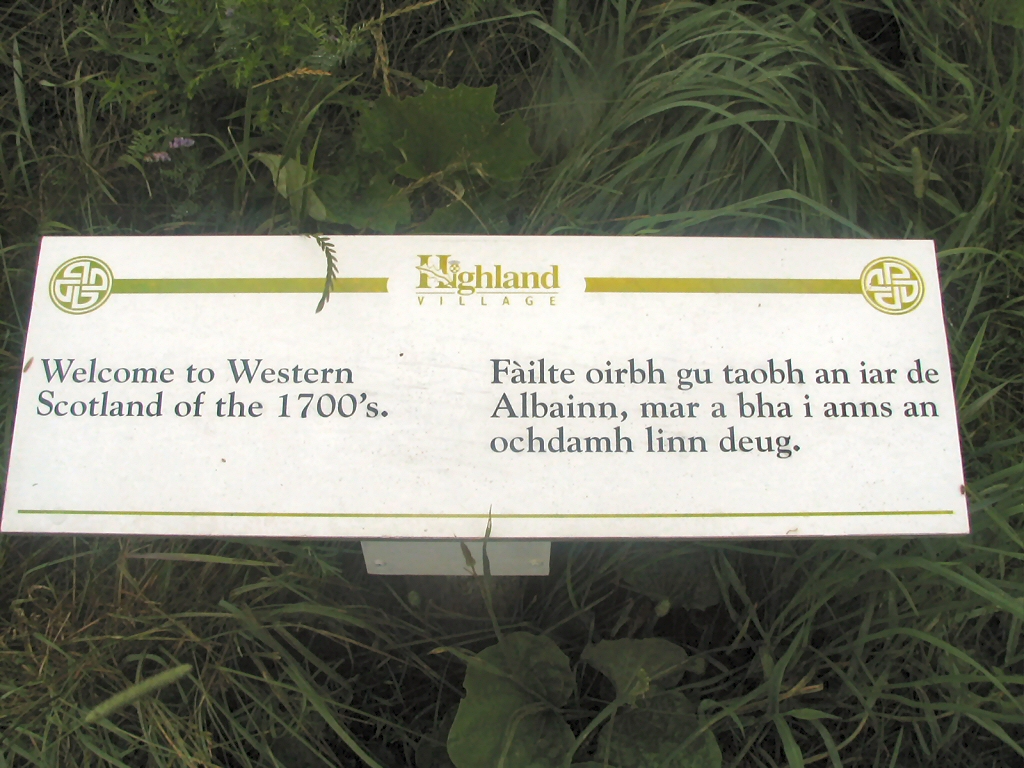 Highland
VILLAGE
Welcome to Western
Scotland of the 1700's.
Fàilte oirbh gu taobh an iar de
Albainn, mar a bha i anns an
ochdamh linn deug.